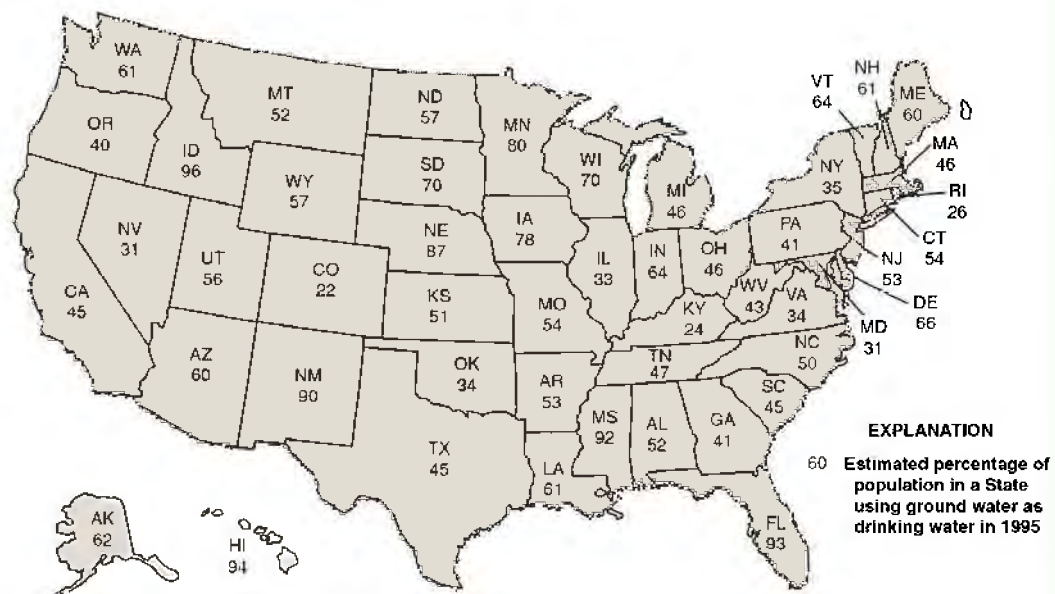 WA
61
MT
52
ND
57
MN
80
VT
64
NH
61
ME
60
OR
40
ID
96
WY
57
SD
70
WI
70
MI
46
NY
35
MA
46
RI
26
CT
54
NV
31
UT
56
CO
22
NE
87
IA
78
IL
33
IN
64
OH
46
PA
41
NJ
53
DE
66
MD
31
CA
45
KS
51
MO
54
KY
24
WV
43
VA
34
AZ
60
NM
90
OK
34
AR
53
TN
47
NC
50
SC
45
TX
45
LA
61
MS
92
AL
52
GA
41
FL
93
AK
62
HI
94
EXPLANATION
60 Estimated percentage of
population in a State
using ground water as
drinking water in 1995